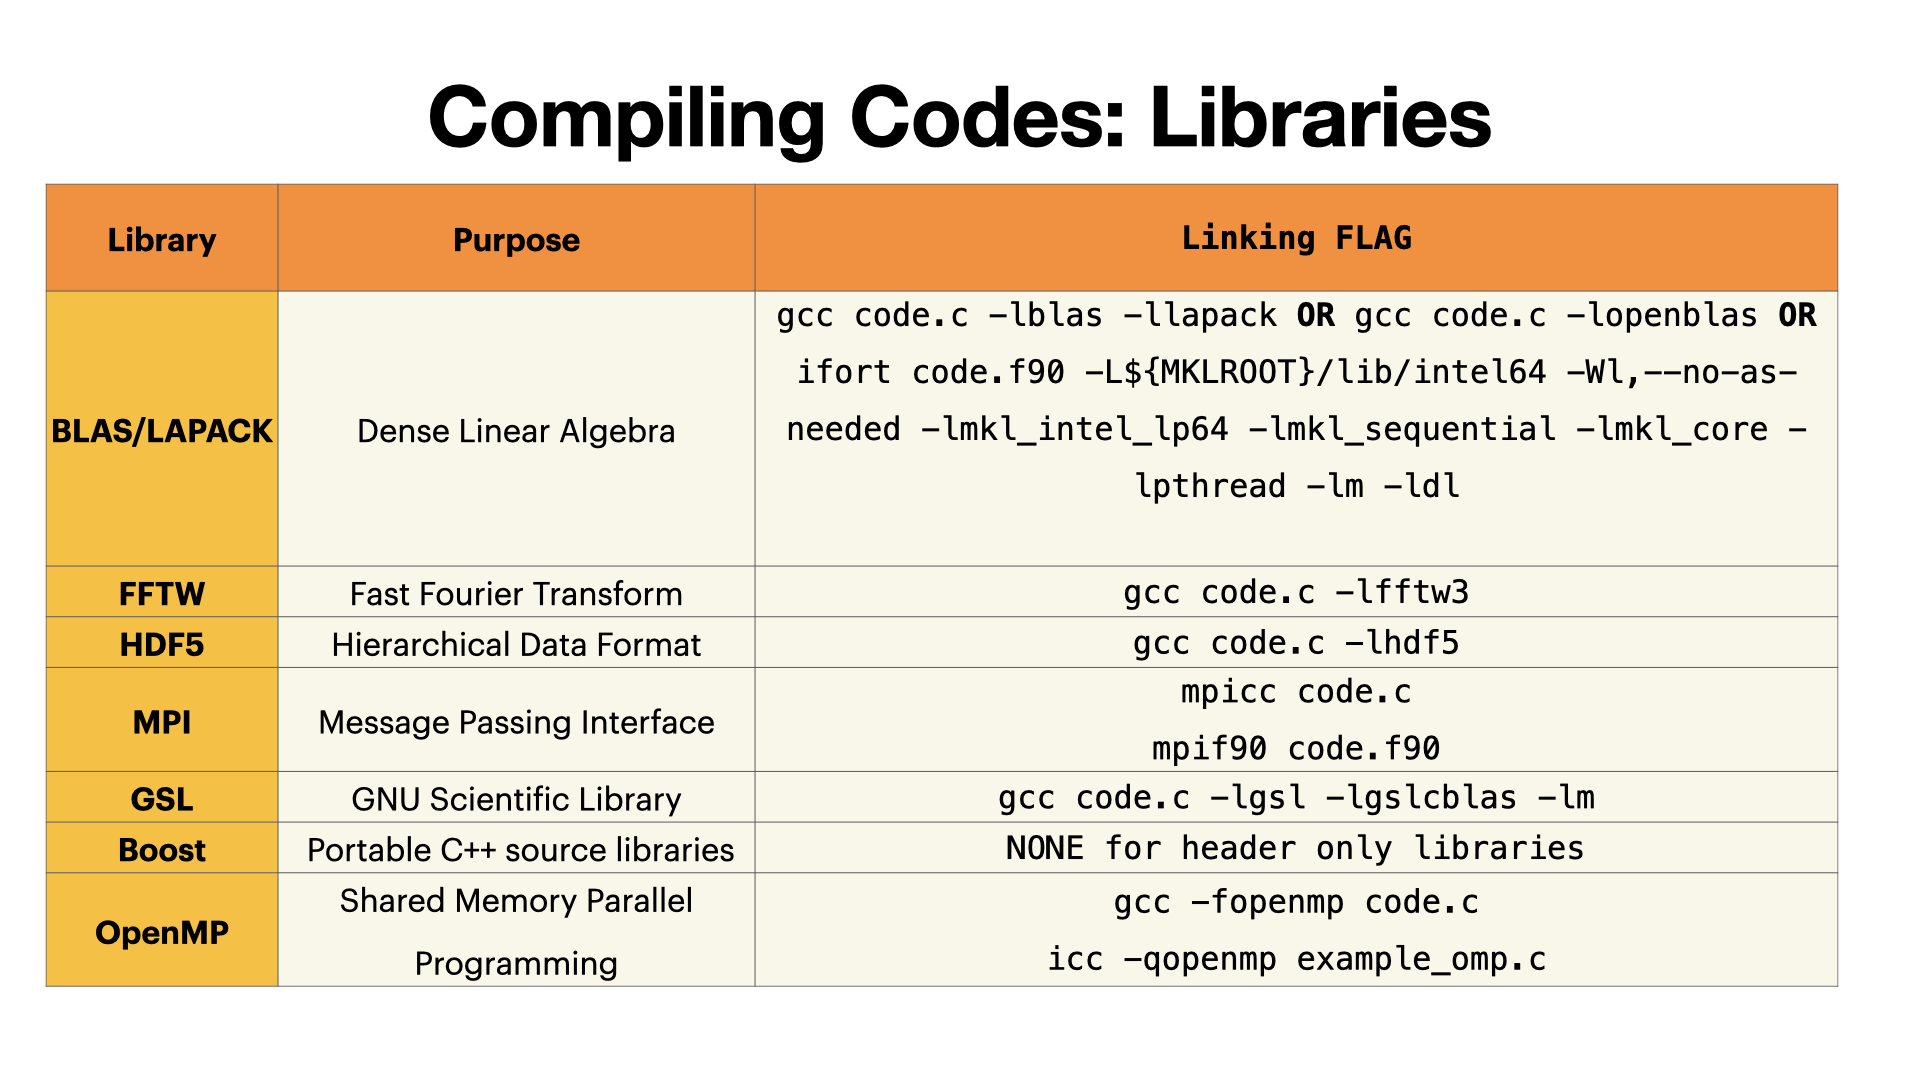 Compiling Codes: Libraries
Library
Purpose
Linking FLAG
BLAS/LAPACK
Dense Linear Algebra
gcc code.c -lblas -llapack OR gcc code.c -lopenblas OR
ifort code.f90 -L${MKLROOT}/lib/intel64 -Wl,--no-as-
needed -lmkl_intel_lp64 -lmkl_sequential -lmkl_core -
lpthread -lm -ldl
FFTW
Fast Fourier Transform
gcc code.c -lfftw3
HDF5
Hierarchical Data Format
gcc code.c -lhdf5
MPI
Message Passing Interface
mpicc code.c
mpif90 code.f90
GSL
GNU Scientific Library
gcc code.c -lgsl -lgslcblas -lm
Boost
Portable C++ source libraries
NONE for header only libraries
OpenMP
Shared Memory Parallel
Programming
gcc -fopenmp code.c
icc -qopenmp example_omp.c